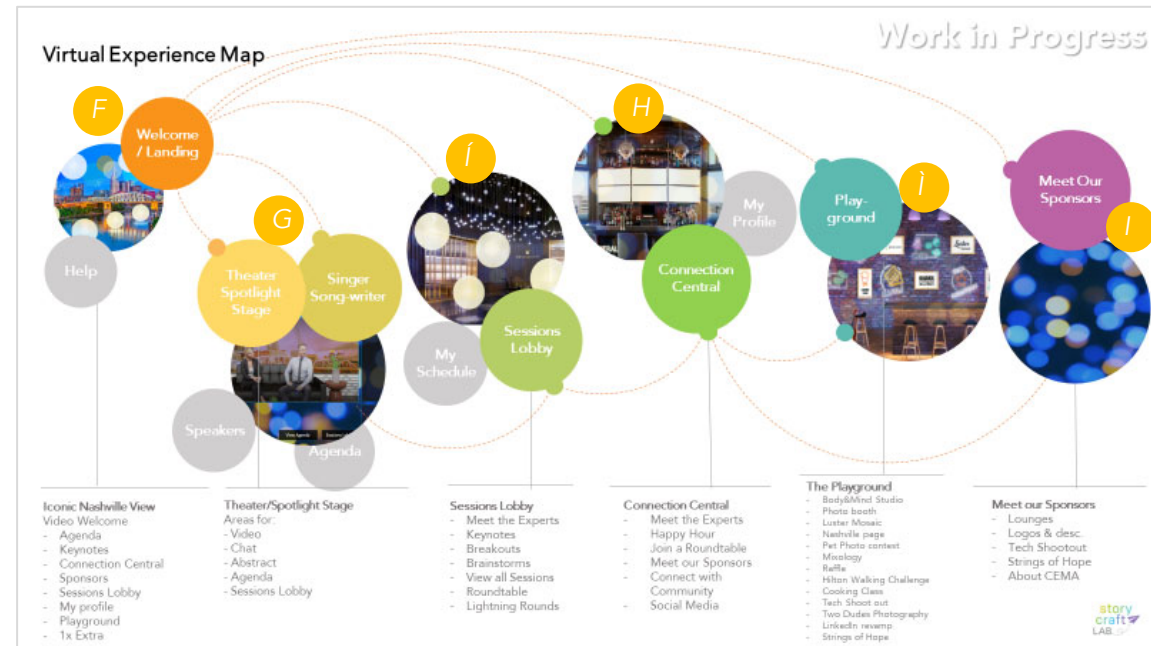 Virtual Experience Map
Work in Progress
F
Welcome
/ Landing
Help
G
Theater
Spotlight
Stage
Singer
Song-writer
Speakers
Agenda
Í
My
Schedule
Sessions
Lobby
H
My
Profile
Connection
Central
Ì
Play-
ground
Meet Our
Sponsors
I
Iconic Nashville View
Video Welcome
- Agenda
- Keynotes
- Connection Central
- Sponsors
- Sessions Lobby
- My profile
- Playground
- 1x Extra
Theater/Spotlight Stage
Areas for:
- Video
- Chat
- Abstract
- Agenda
- Sessions Lobby
Sessions Lobby
- Meet the Experts
- Keynotes
- Breakouts
- Brainstorms
- View all Sessions
- Roundtable
- Lightning Rounds
Connection Central
- Meet the Experts
- Happy Hour
- Join a Roundtable
- Meet our Sponsors
- Connect with
Community
- Social Media
The Playground
- Body&Mind Studio
- Photo booth
- Luster Mosaic
- Nashville page
- Pet Photo contest
- Mixology
- Raffle
- Hilton Walking Challenge
- Cooking Class
- Tech Shoot out
- Two Dudes Photography
- LinkedIn revamp
- Strings of Hope
Meet our Sponsors
- Lounges
- Logos & desc.
- Tech Shootout
- Strings of Hope
- About CEMA
story
craft
LAB